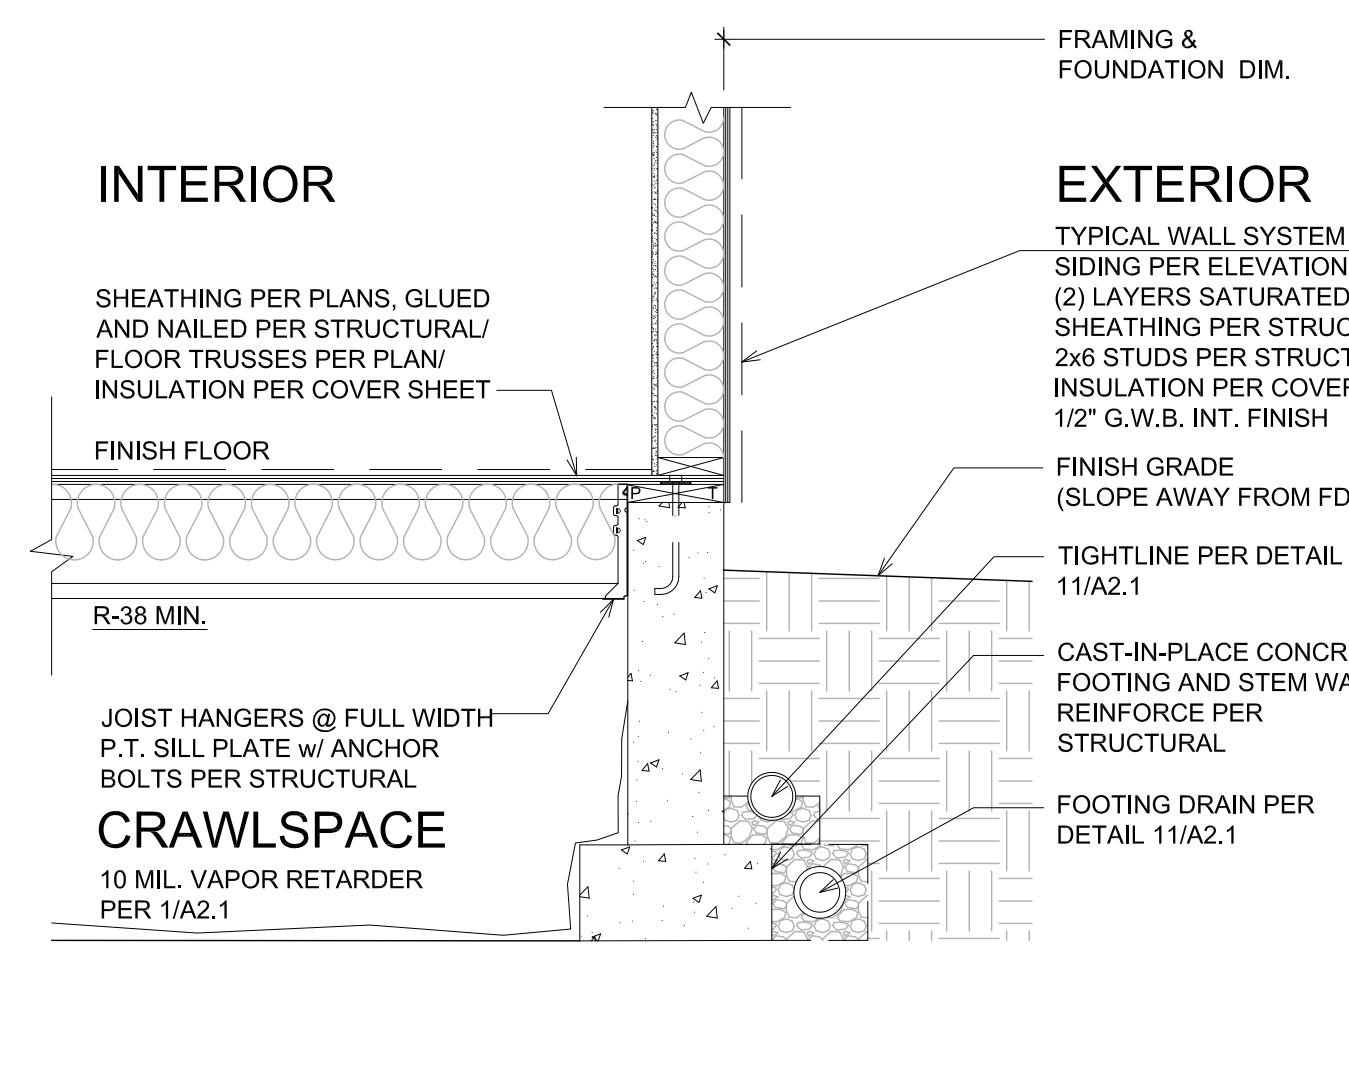 FRAMING &
FOUNDATION DIM.
INTERIOR
EXTERIOR
TYPICAL WALL SYSTEM
SIDING PER ELEVATION
(2) LAYERS SATURATED
SHEATHING PER STRUC
2x6 STUDS PER STRUCT
INSULATION PER COVER
1/2" G.W.B. INT. FINISH
SHEATHING PER PLANS, GLUED
AND NAILED PER STRUCTURAL/
FLOOR TRUSSES PER PLAN/
INSULATION PER COVER SHEET
FINISH FLOOR
P T
FINISH GRADE
(SLOPE AWAY FROM FD
TIGHTLINE PER DETAIL
11/A2.1
R-38 MIN.
CAST-IN-PLACE CONCR
FOOTING AND STEM WA
REINFORCE PER
STRUCTURAL
JOIST HANGERS @ FULL WIDTH
P.T. SILL PLATE w/ ANCHOR
BOLTS PER STRUCTURAL
CRAWLSPACE
10 MIL. VAPOR RETARDER
PER 1/A2.1
FOOTING DRAIN PER
DETAIL 11/A2.1